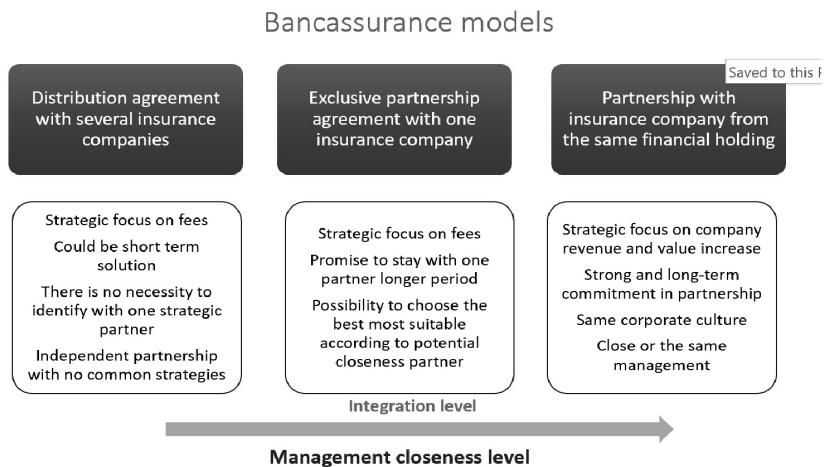 Bancassurance models
Saved to this
Distribution agreement
with several insurance
companies
Exclusive partnership
agreement with one
insurance company
Partnership with
insurance company from
the same financial holding
Strategic focus on fees
Could be short term
solution
There is no necessity to
identify with one strategic
partner
Independent partnership
with no common strategies
Strategic focus on fees
Promise to stay with one
partner longer period
Possibility to choose the
best most suitable
according to potential
closeness partner
Strategic focus on company
revenue and value increase
Strong and long-term
commitment in partnership
Same corporate culture
Close or the same
management
Integration level
Management closeness level